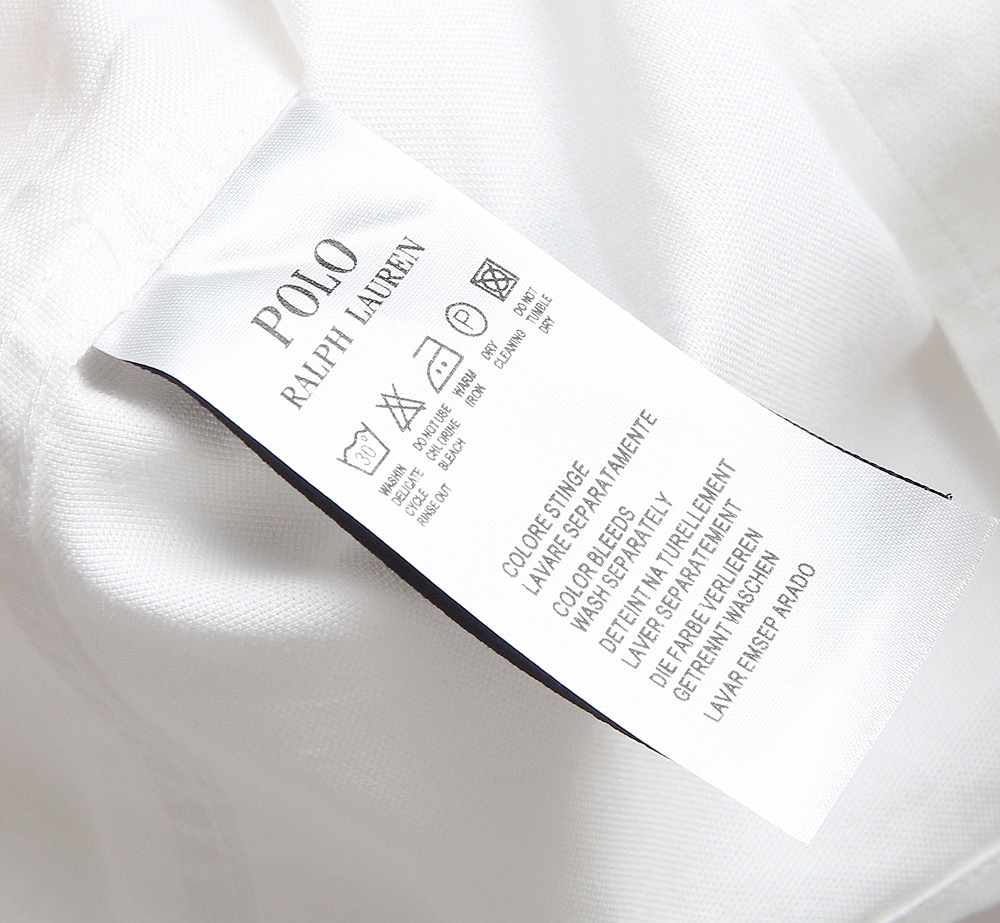 POLO
RALPH LAUREN
30°
P
WASHIN
DELICATE
CYCLE
RINSE OUT
DO NOT USE
CHLORINE
BLEACH
WARM
IRON
DRY
CLEANING
DO NOT
TUMBLE
DRY
COLORE STINGE
LAVARE SEPARATAMENTE
COLOR BLEEDS
WASH SEPARATELY
DETEINT NA TURELLEMENT
LAVER SEPARATEMENT
DIE FARBE VERLIEREN
GETRENNT WASCHEN
LAVAR EMSEP ARADO